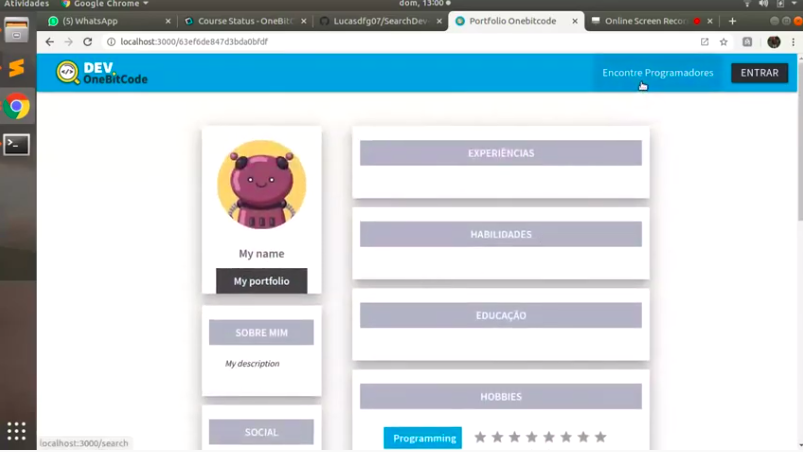 Atividades
Google Chrome
dom, 13:00
(5) WhatsApp
Course Status - OneBitC
Lucasdfg07/SearchDev
Portfolio Onebitcode
Online Screen Reco
localhost:3000/63ef6de847d3bda0bfdf
DEV.
OneBitCode
Encontre Programadores
ENTRAR
My name
My portfolio
SOBRE MIM
My description
SOCIAL
EXPERIÊNCIAS
HABILIDADES
EDUCAÇÃO
HOBBIES
Programming
localhost:3000/search